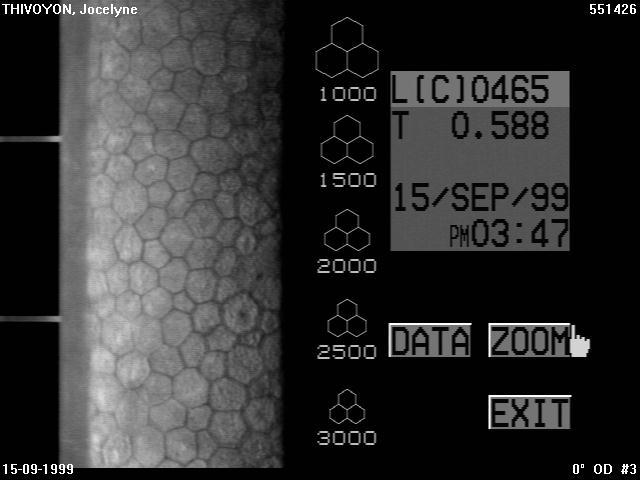 THIVOYON, Jocelyne
551426
1000
1500
2000
2500
3000
L[C]0465
T 0.588
15/SEP/99
PM03:47
DATA
ZOOM
EXIT
15-09-1999
0° OD #3